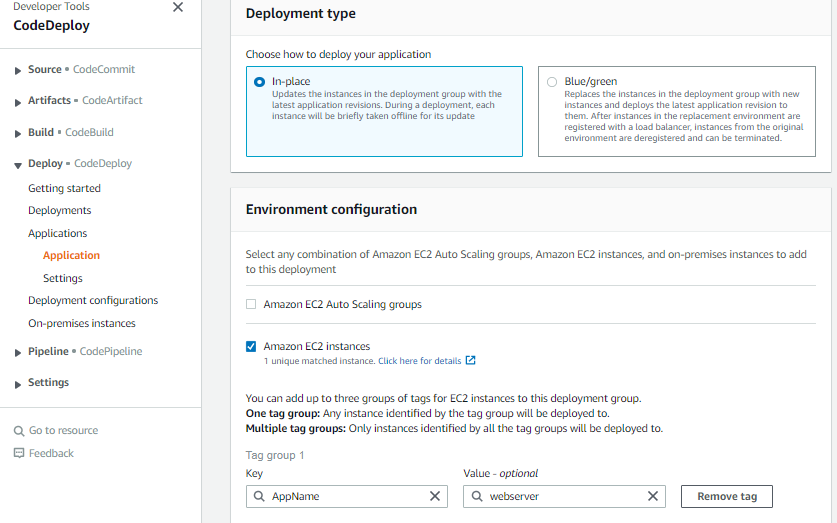 Developer Tools
CodeDeploy
Source • CodeCommit
Artifacts • CodeArtifact
Build • CodeBuild
Deploy • CodeDeploy
Getting started
Deployments
Applications
Application
Settings
Deployment configurations
On-premises instances
Pipeline • CodePipeline
Settings
Go to resource
Feedback
Deployment type
Choose how to deploy your application
In-place
Updates the instances in the deployment group with the
latest application revisions. During a deployment, each
instance will be briefly taken offline for its update
Blue/green
Replaces the instances in the deployment group with new
instances and deploys the latest application revision to
them. After instances in the replacement environment are
registered with a load balancer, instances from the original
environment are deregistered and can be terminated.
Environment configuration
Select any combination of Amazon EC2 Auto Scaling groups, Amazon EC2 instances, and on-premises instances to add
to this deployment
Amazon EC2 Auto Scaling groups
Amazon EC2 instances
1 unique matched instance. Click here for details
You can add up to three groups of tags for EC2 instances to this deployment group.
One tag group: Any instance identified by the tag group will be deployed to.
Multiple tag groups: Only instances identified by all the tag groups will be deployed to.
Tag group 1
Key
Value - optional
AppName
webserver
Remove tag